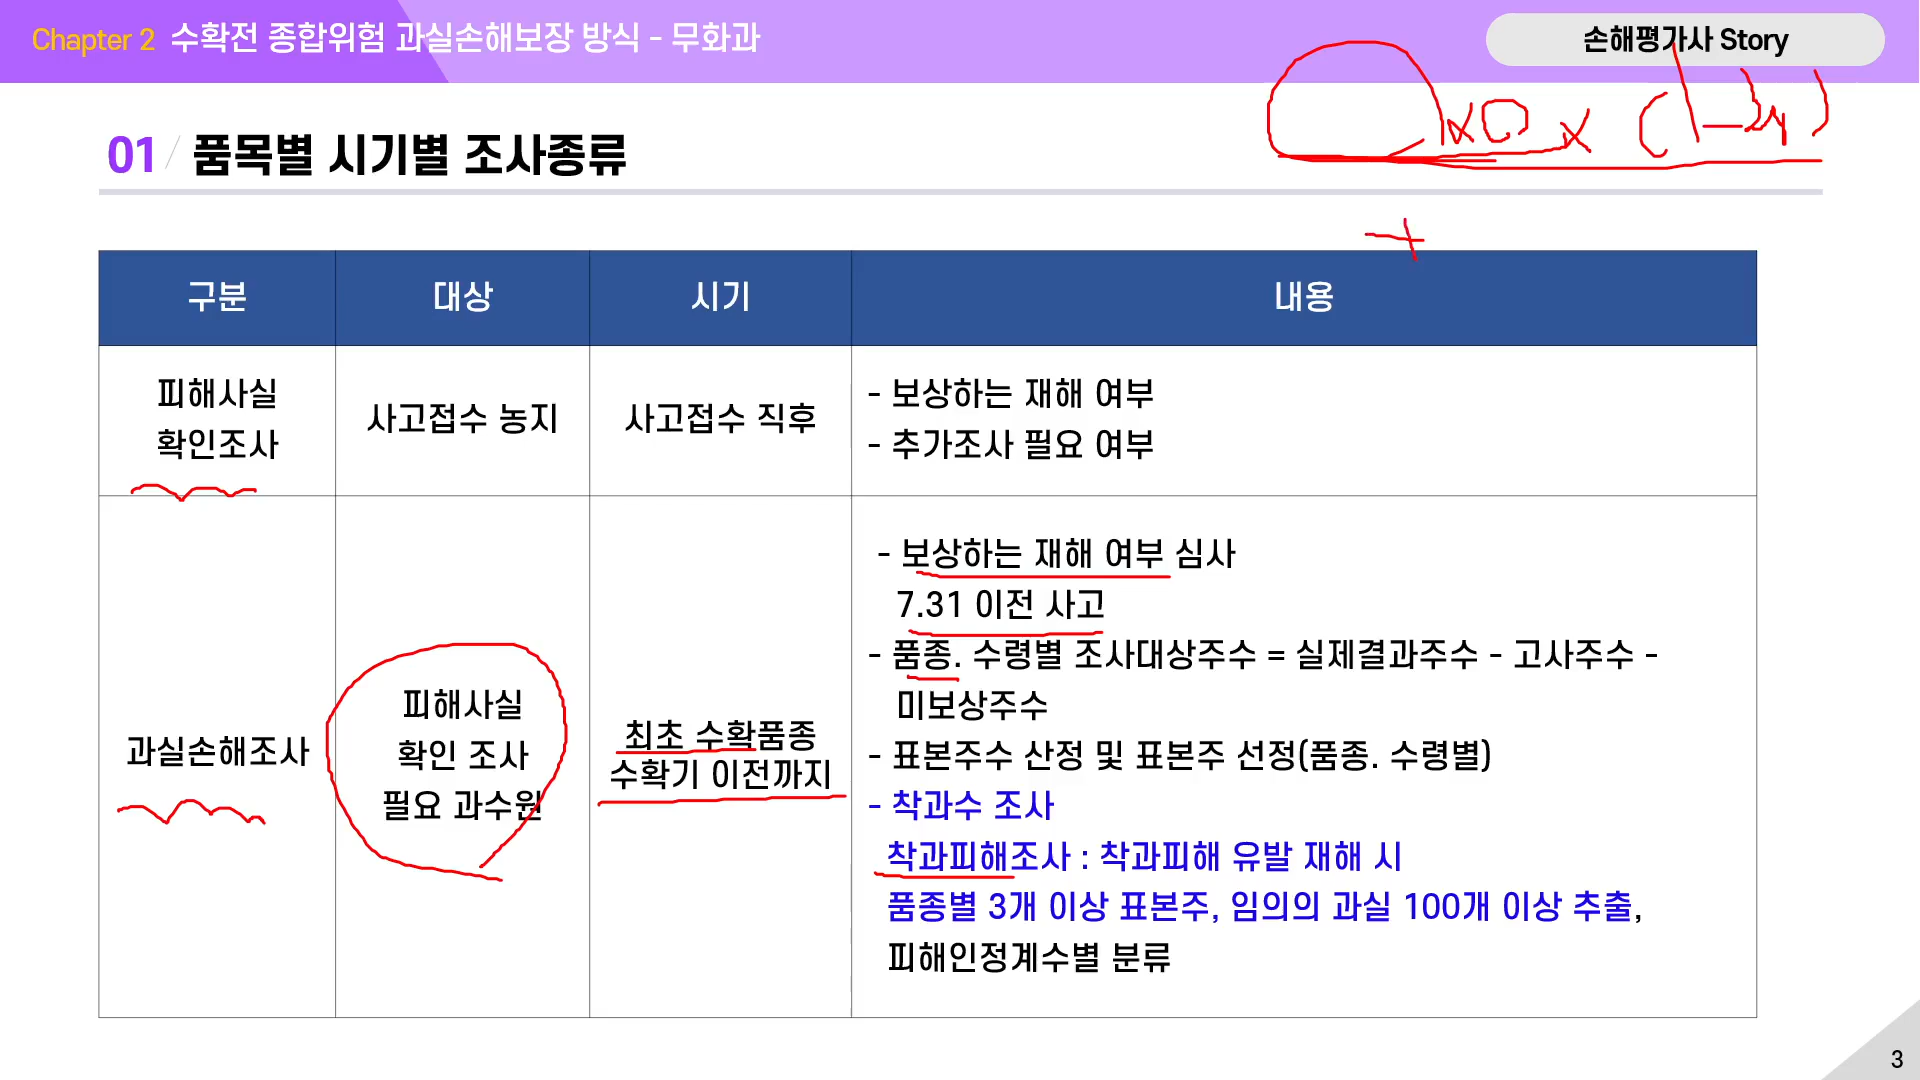 Chapter 2 수확전 종합위험 과실손해보장 방식 - 무화과
손해평가사 Story
01 / 품목별 시기별 조사종류
구분
대상
시기
내용
피해사실
확인조사
사고접수 농지
사고접수 직후
- 보상하는 재해 여부
- 추가조사 필요 여부
과실손해조사
피해사실
확인 조사
필요 과수원
최초 수확품종
수확기 이전까지
- 보상하는 재해 여부 심사
7.31 이전 사고
- 품종. 수령별 조사대상주수 = 실제결과주수 - 고사주수 -
미보상주수
- 표본주수 산정 및 표본주 선정(품종. 수령별)
- 착과수 조사
착과피해조사 : 착과피해 유발 재해 시
품종별 3개 이상 표본주, 임의의 과실 100개 이상 추출,
피해인정계수별 분류
3